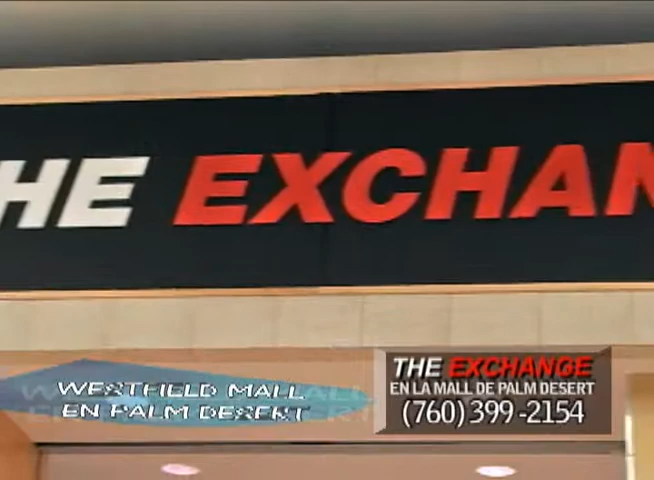 HE EXCHAN
WESTFIELD MALL
EN PALM DESERT
THE EXCHANGE
EN LA MALL DE PALM DESERT
(760)399-2154